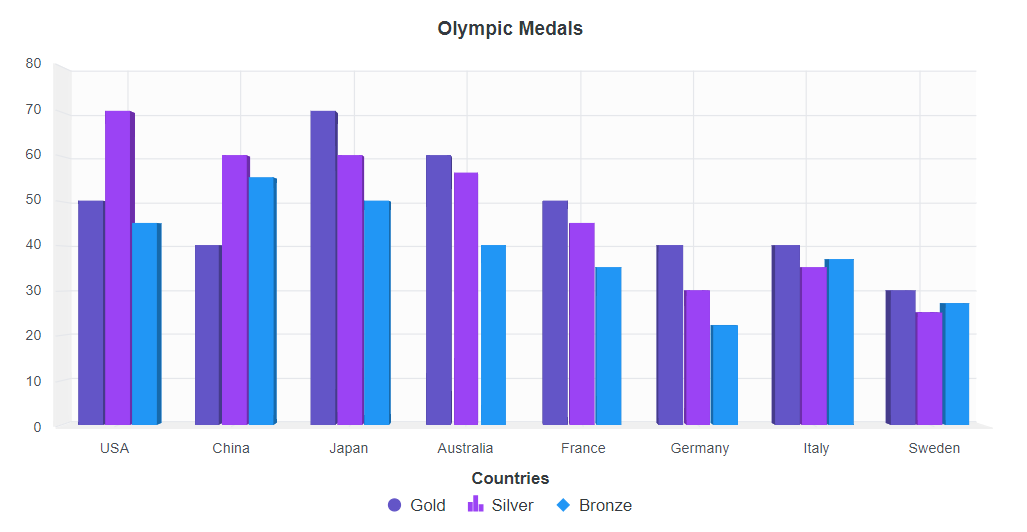 Olympic Medals
80
70
60
50
40
30
20
10
0
USA China Japan Australia France Germany Italy Sweden
Countries
Gold Silver Bronze